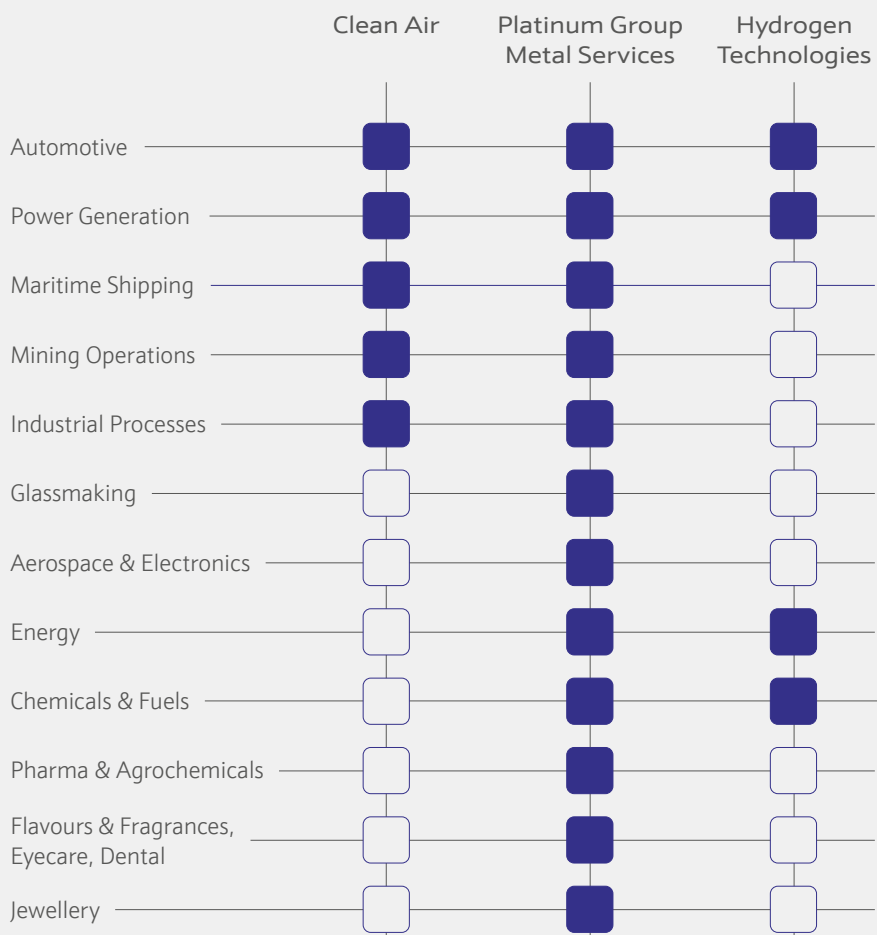 Clean Air
Platinum Group
Metal Services
Hydrogen
Technologies
Automotive
Power Generation
Maritime Shipping
Mining Operations
Industrial Processes
Glassmaking
Aerospace & Electronics
Energy
Chemicals & Fuels
Pharma & Agrochemicals
Flavours & Fragrances,
Eyecare, Dental
Jewellery